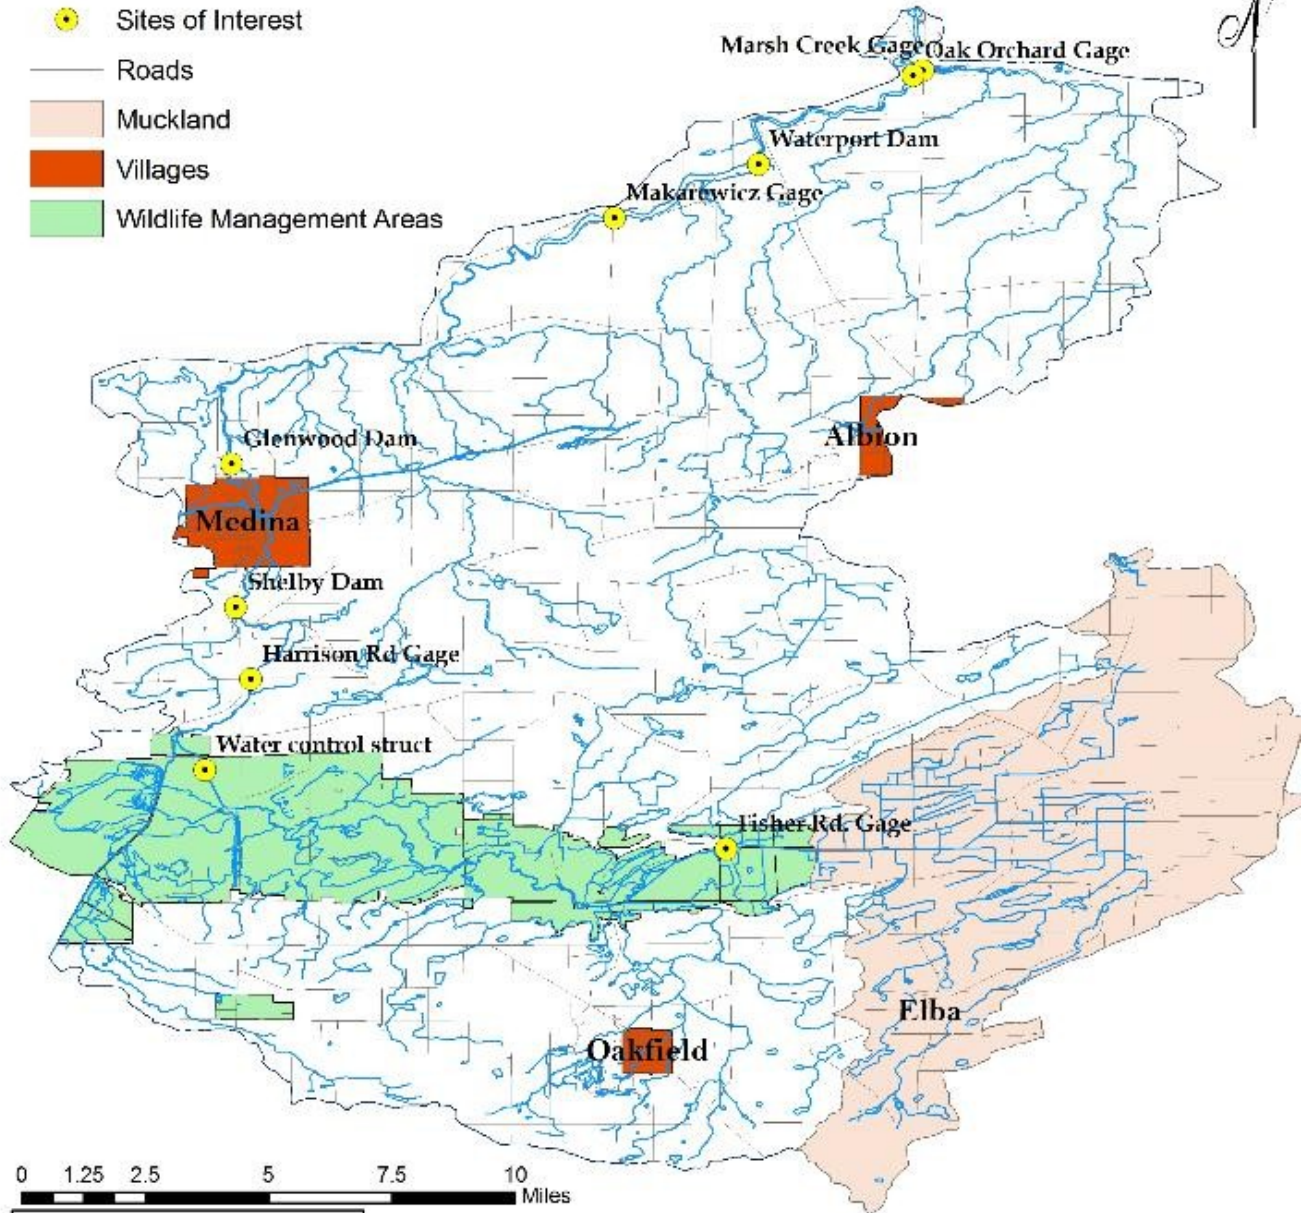 Sites of Interest
Roads
Muckland
Villages
Wildlife Management Areas
N
Marsh Creek Gage
Oak Orchard Gage
Waterport Dam
Makarewicz Gage
Glenwood Dam
Albion
Medina
Shelby Dam
Harrison Rd Gage
Water control struct
Fisher Rd. Gage
Elba
Oakfield
0 1.25 2.5 5 7.5 10
Miles